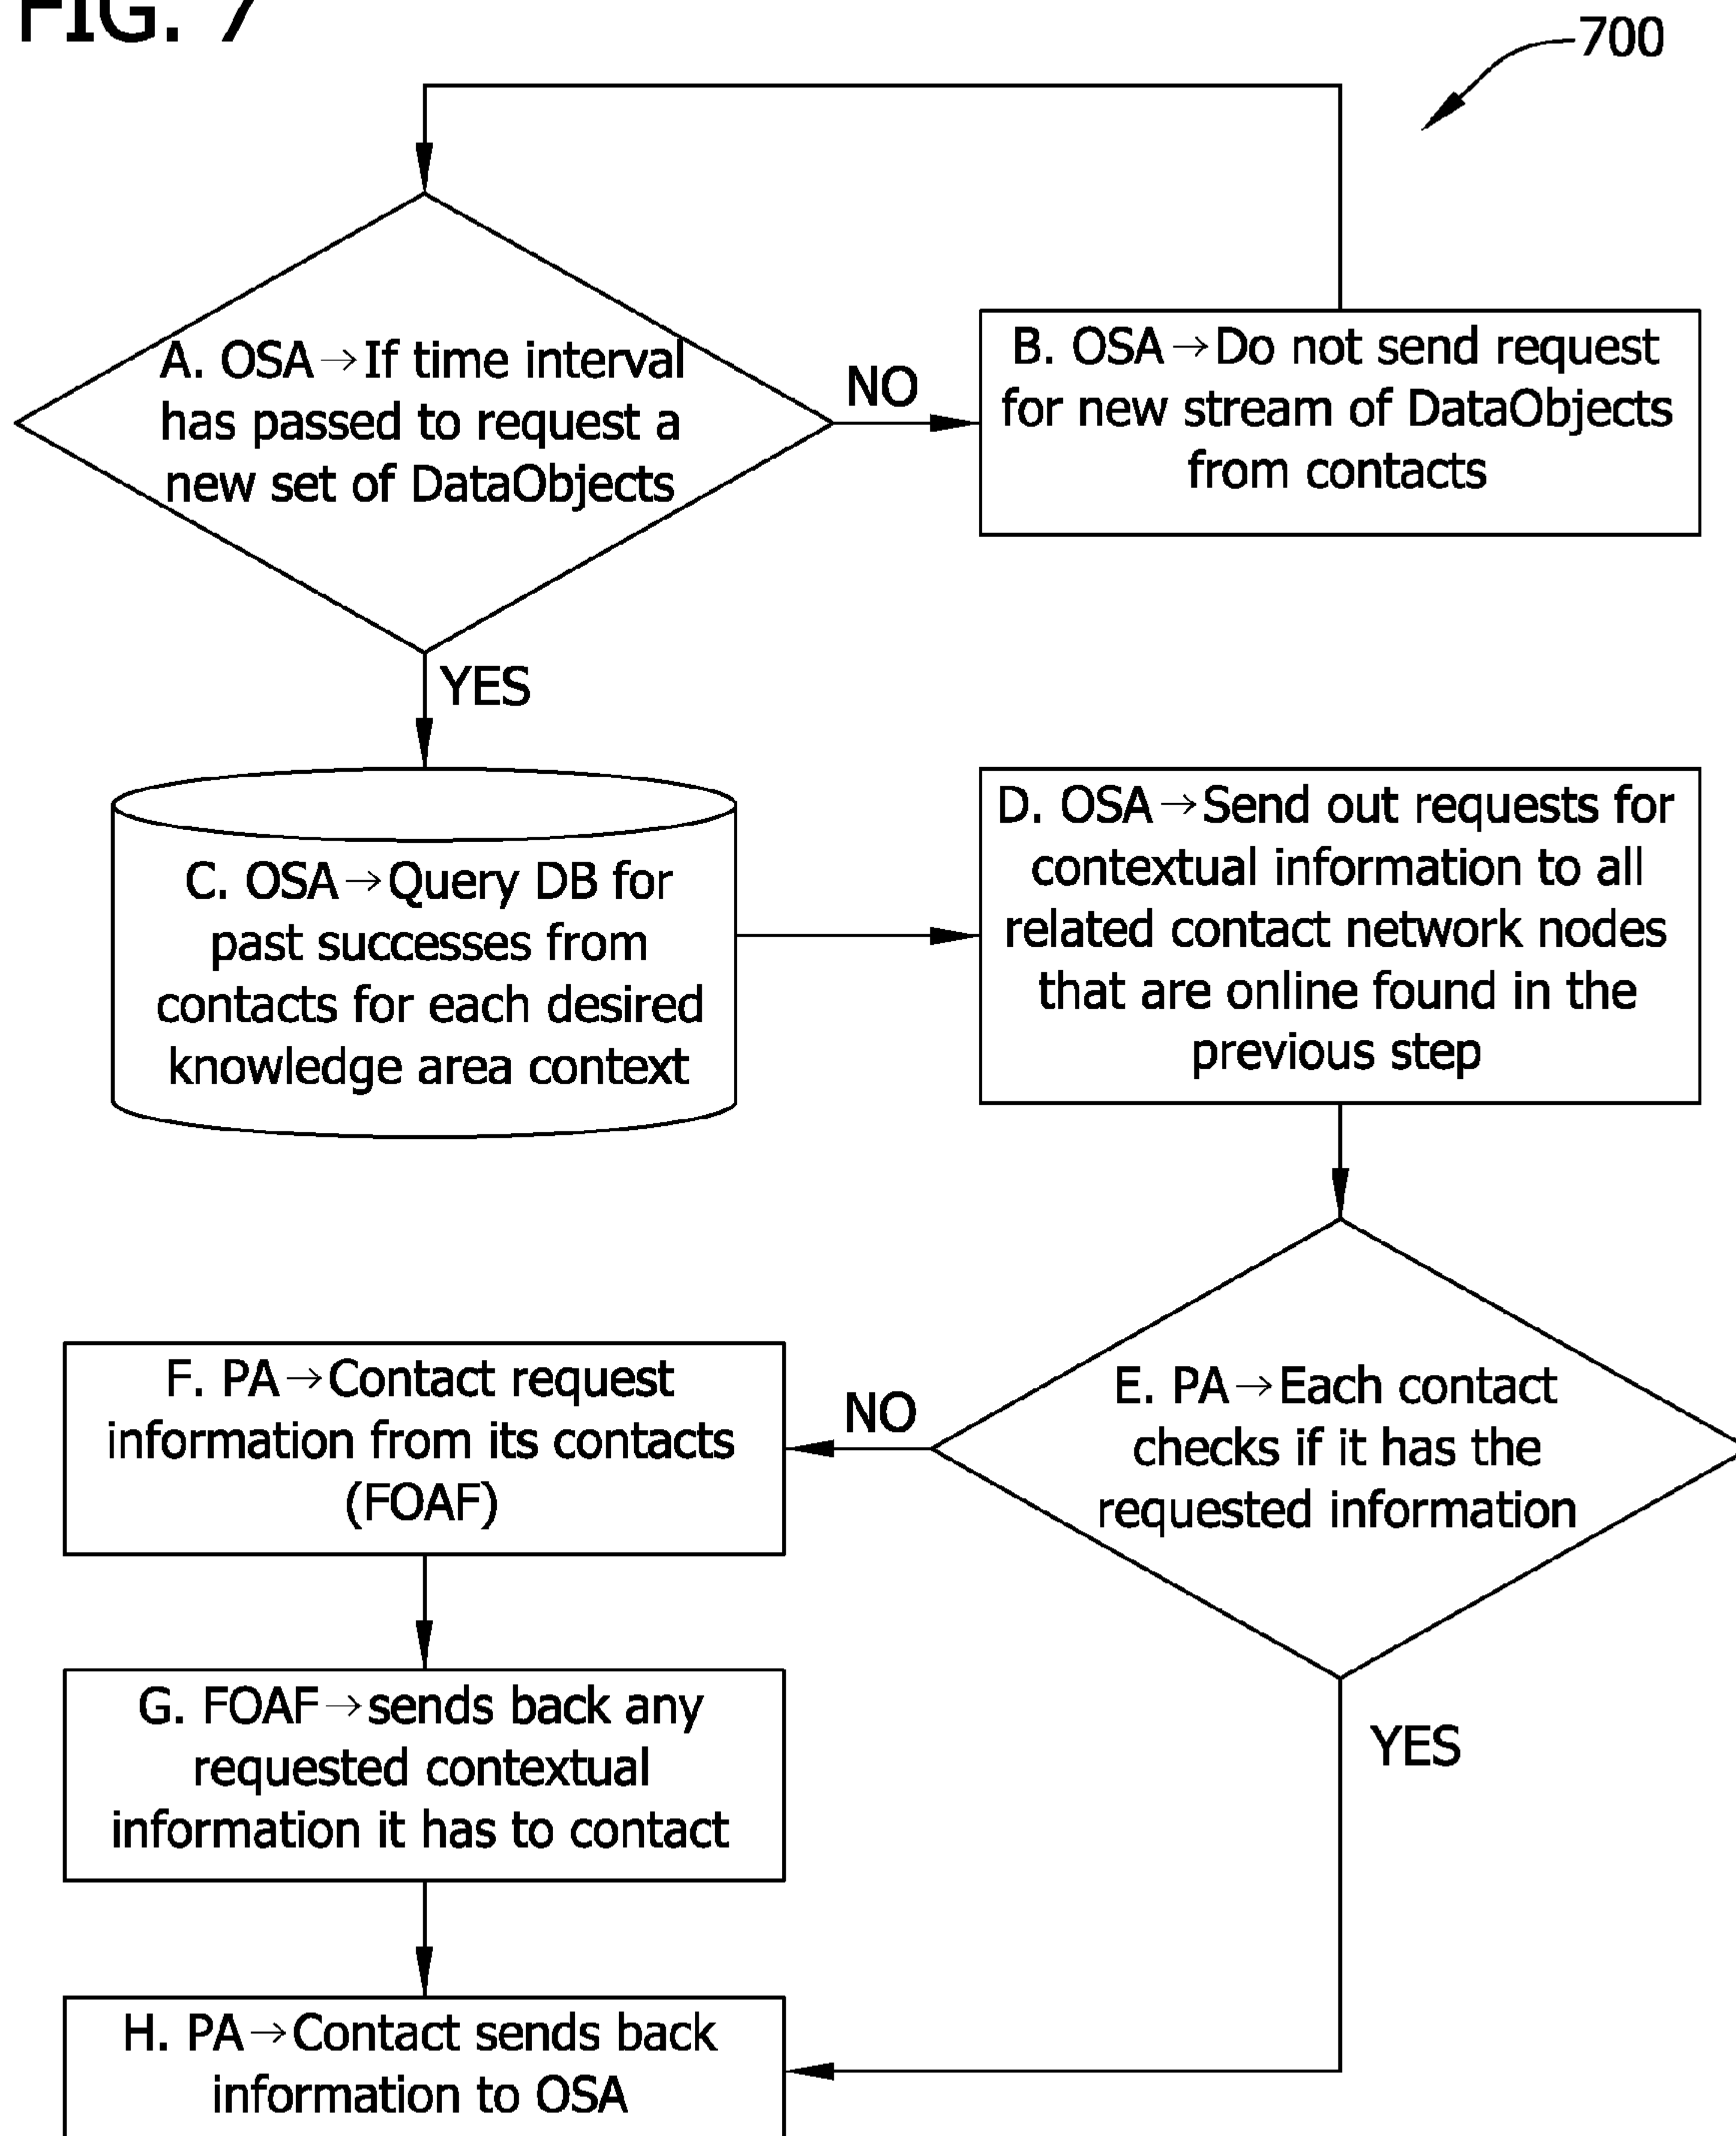 FIG. 7
700
A. OSA→If time interval
has passed to request a
new set of DataObjects
NO
B. OSA→Do not send request
for new stream of DataObjects
from contacts
YES
C. OSA→Query DB for
past successes from
contacts for each desired
knowledge area context
D. OSA→Send out requests for
contextual information to all
related contact network nodes
that are online found in the
previous step
E. PA→Each contact
checks if it has the
requested information
NO
F. PA→Contact request
information from its contacts
(FOAF)
G. FOAF→sends back any
requested contextual
information it has to contact
YES
H. PA→Contact sends back
information to OSA